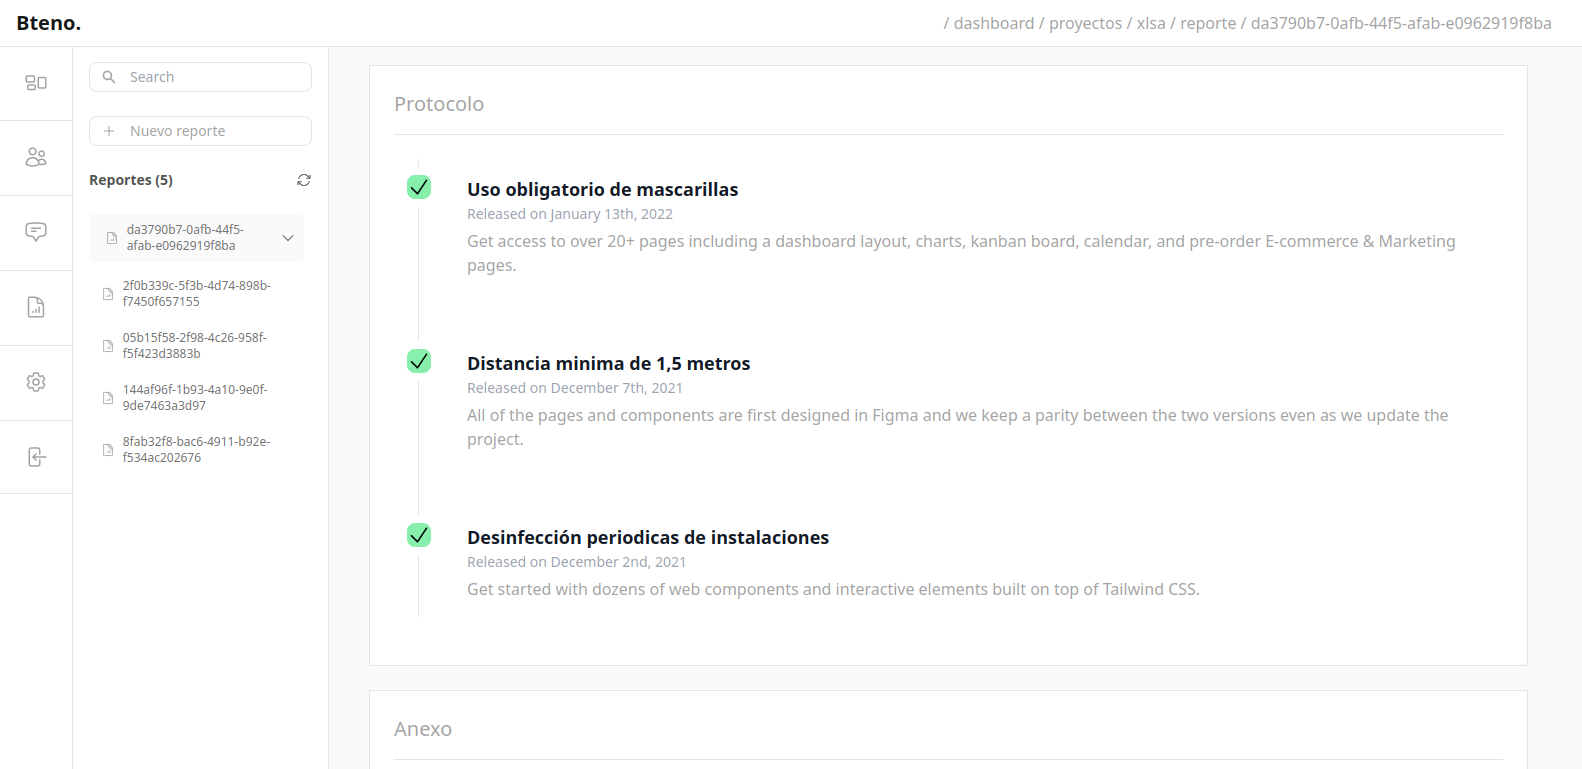 Bteno.
/ dashboard / proyectos / xlsa / reporte / da3790b7-0afb-44f5-afab-e0962919f8ba
Search
Nuevo reporte
Reportes (5)
da3790b7-0afb-44f5-
afab-e0962919f8ba
2f0b339c-5f3b-4d74-898b-
f7450f657155
05b15f58-2f98-4c26-958f-
f5f423d3883b
144af96f-1b93-4a10-9e0f-
9de7463a3d97
8fab32f8-bac6-4911-b92e-
f534ac202676
Protocolo
Uso obligatorio de mascarillas
Released on January 13th, 2022
Get access to over 20+ pages including a dashboard layout, charts, kanban board, calendar, and pre-order E-commerce & Marketing
pages.
Distancia minima de 1,5 metros
Released on December 7th, 2021
All of the pages and components are first designed in Figma and we keep a parity between the two versions even as we update the
project.
Desinfección periodicas de instalaciones
Released on December 2nd, 2021
Get started with dozens of web components and interactive elements built on top of Tailwind CSS.
Anexo